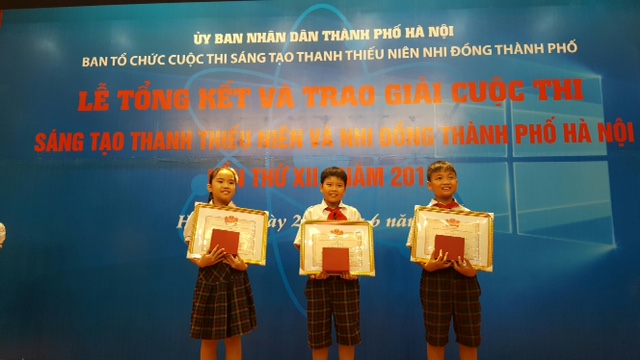 ỦY BAN NHÂN DÂN THÀNH PHỐ HÀ NỘI
BAN TỔ CHỨC CUỘC THI SÁNG TẠO THANH THIẾU NIÊN NHI ĐỒNG THÀNH PHỐ
LỄ TỔNG KẾT VÀ TRAO GIẢI CUỘC THI
SÁNG TẠO THANH THIẾU NIÊN VÀ NHI ĐỒNG THÀNH PHỐ HÀ NỘI
THỨ XII NĂM 201